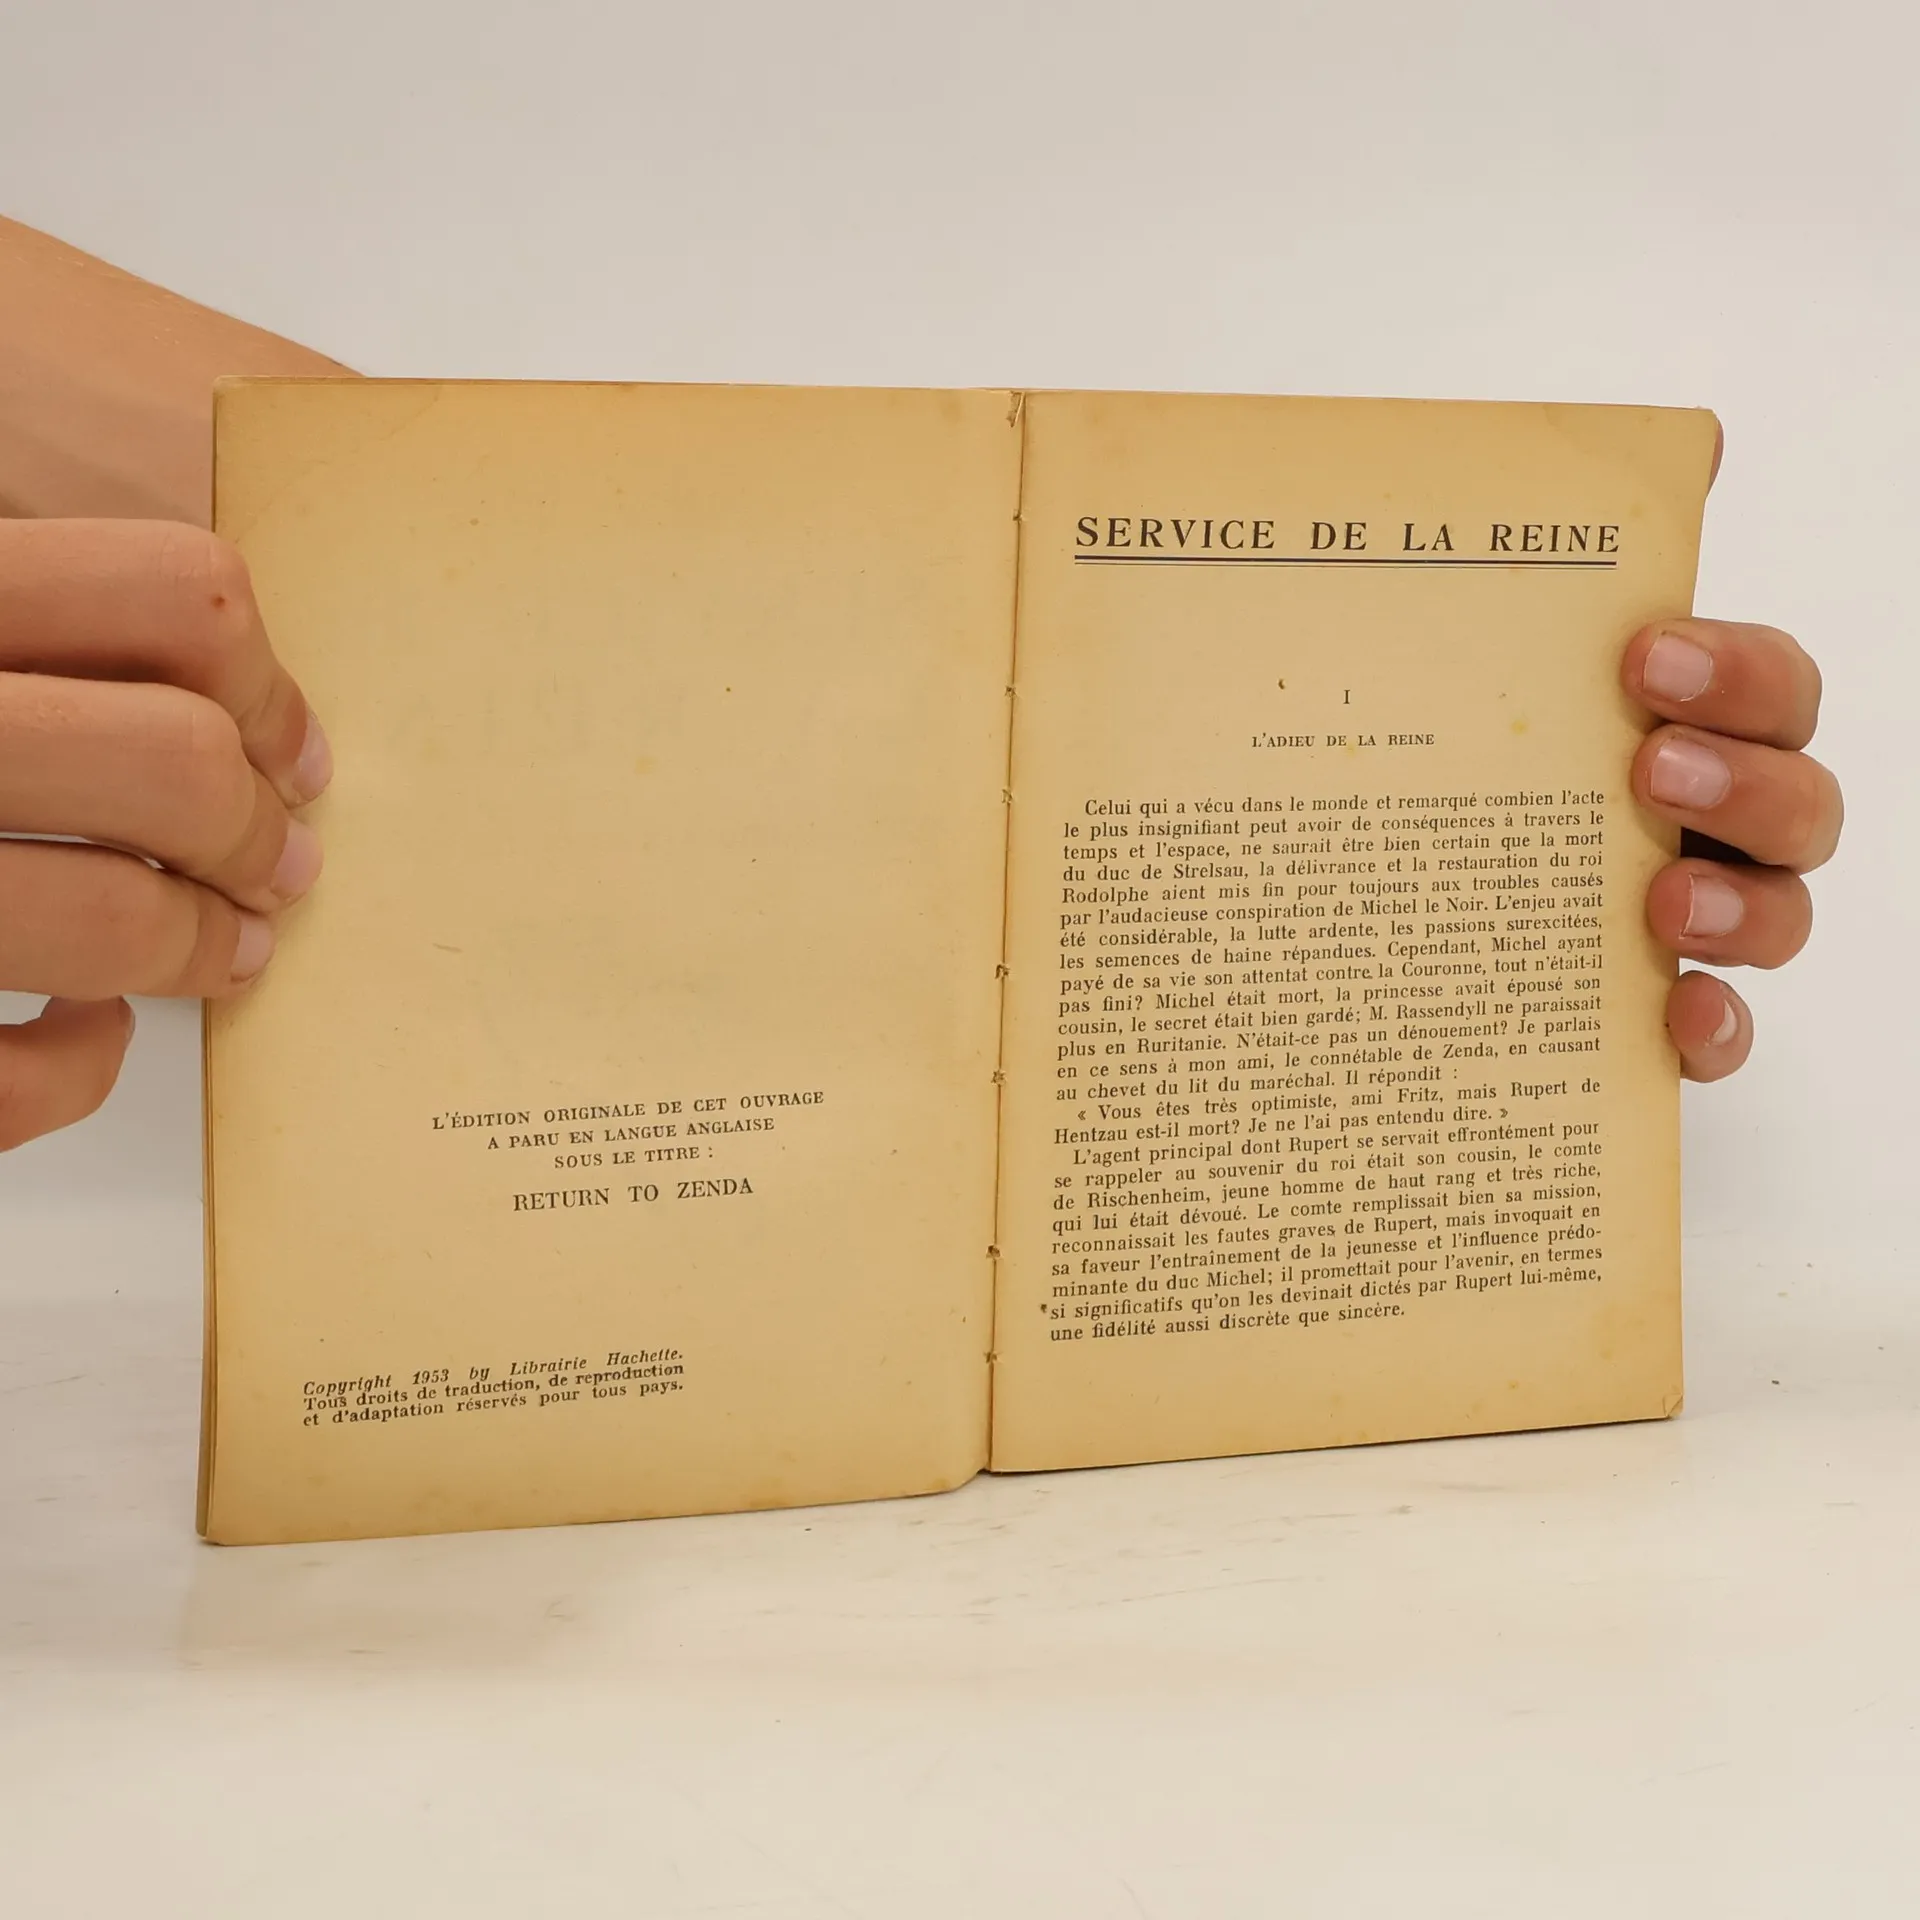 L'ÉDITION ORIGINALE DE CET OUVRAGE
A PARU EN LANGUE ANGLAISE
SOUS LE TITRE :
RETURN TO ZENDA
Copyright 1953 by Librairie Hachette.
Tous droits de traduction, de reproduction
et d'adaptation réservés pour tous pays.
SERVICE DE LA REINE
I
L'ADIEU DE LA REINE
Celui qui a vécu dans le monde et remarqué combien l'acte
le plus insignifiant peut avoir de conséquences à travers le
temps et l'espace, ne saurait être bien certain que la mort
du duc de Strelsau, la délivrance et la restauration du roi
Rodolphe aient mis fin pour toujours aux troubles causés
par l'audacieuse conspiration de Michel le Noir. L'enjeu avait
été considérable, la lutte ardente, les passions surexcitées,
les semences de haine répandues. Cependant, Michel ayant
payé de sa vie son attentat contre la Couronne, tout n'était-il
pas fini? Michel était mort, la princesse avait épousé son
cousin, le secret était bien gardé; M. Rassendyll ne paraissait
plus en Ruritanie. N'était-ce pas un dénouement? Je parlais
en ce sens à mon ami, le connétable de Zenda, en causant
au chevet du lit du maréchal. Il répondit :
« Vous êtes très optimiste, ami Fritz, mais Rupert de
Hentzau est-il mort? Je ne l'ai pas entendu dire. »
L'agent principal dont Rupert se servait effrontément pour
se rappeler au souvenir du roi était son cousin, le comte
de Rischenheim, jeune homme de haut rang et très riche,
qui lui était dévoué. Le comte remplissait bien sa mission,
reconnaissait les fautes graves de Rupert, mais invoquait en
sa faveur l'entraînement de la jeunesse et l'influence prédo-
minante du duc Michel; il promettait pour l'avenir, en termes
si significatifs qu'on les devinait dictés par Rupert lui-même,
une fidélité aussi discrète que sincère.